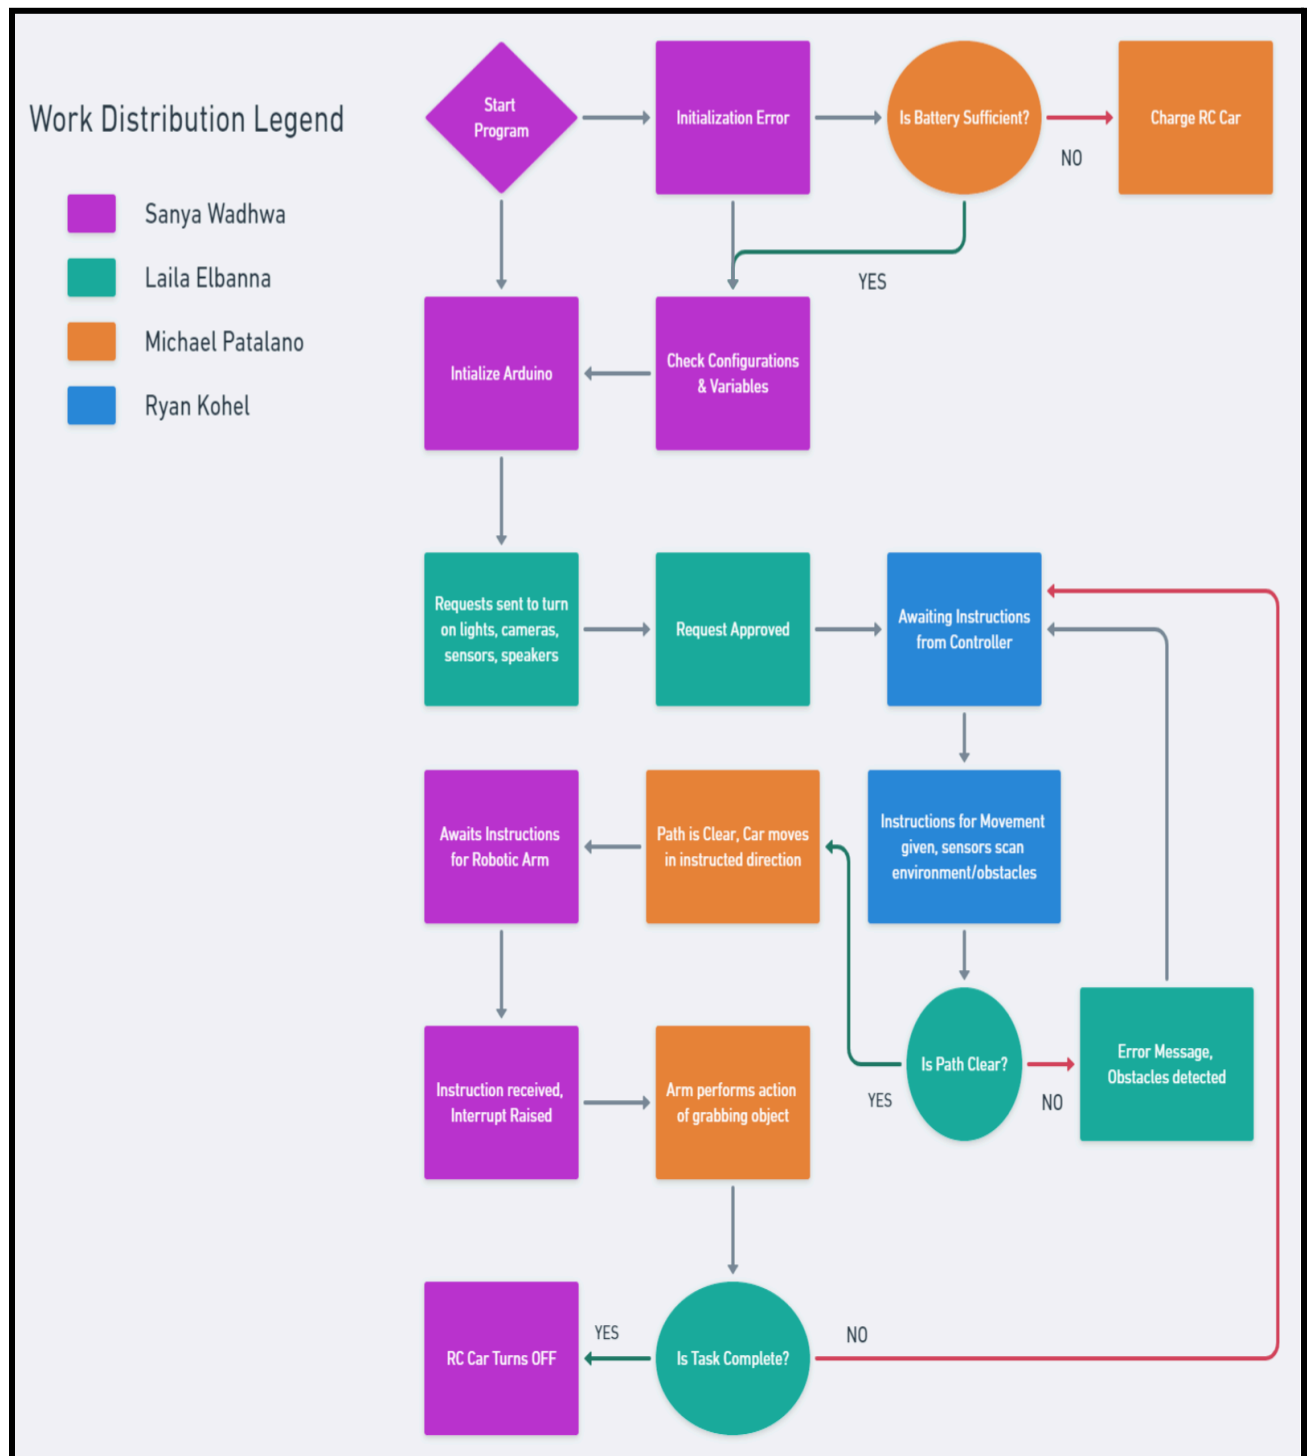 Work Distribution Legend
Sanya Wadhwa
Laila Elbanna
Michael Patalano
Ryan Kohel
Start
Program
Initialization Error
Is Battery Sufficient?
NO
Charge RC Car
YES
Intialize Arduino
Check Configurations
& Variables
Requests sent to turn
on lights, cameras,
sensors, speakers
Request Approved
Awaiting Instructions
from Controller
Awaits Instructions
for Robotic Arm
Path is Clear, Car moves
in instructed direction
Instructions for Movement
given, sensors scan
environment/obstacles
Instruction received,
Interrupt Raised
Arm performs action
of grabbing object
Is Path Clear?
YES
NO
Error Message,
Obstacles detected
RC Car Turns OFF
YES
Is Task Complete?
NO